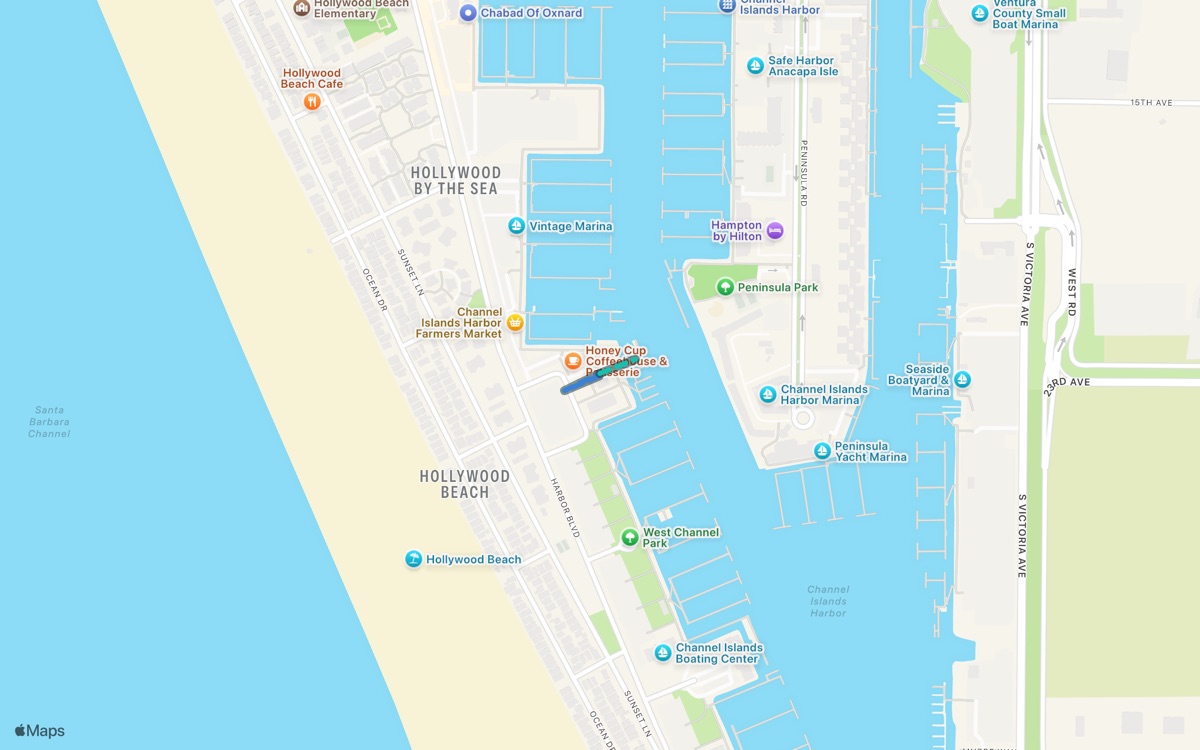 Hollywood Beach
Elementary
Chabad Of Oxnard
Channel
Islands Harbor
Ventura
County Small
Boat Marina
Safe Harbor
Anacapa Isle
Hollywood
Beach Cafe
15TH AVE
PENINSULA RD
HOLLYWOOD
BY THE SEA
Vintage Marina
Hampton
by Hilton
SUNSET LN
OCEAN DR
S VICTORIA AVE
WEST RD
Peninsula Park
Channel
Islands Harbor
Farmers Market
Honey Cup
Coffeehouse &
Patisserie
Seaside
Boatyard &
Marina
23RD AVE
Channel Islands
Harbor Marina
Santa
Barbara
Channel
Peninsula
Yacht Marina
HOLLYWOOD
BEACH
HARBOR BLVD
S VICTORIA AVE
West Channel
Park
Hollywood Beach
Channel
Islands
Harbor
Channel Islands
Boating Center
SUNSET LN
OCEAN DR
Maps